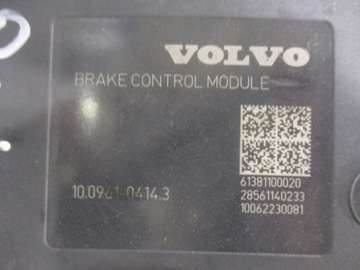 VOLVO
BRAKE CONTROL MODULE
10.0961-0414.3
61381100020
28561140233
10062230081